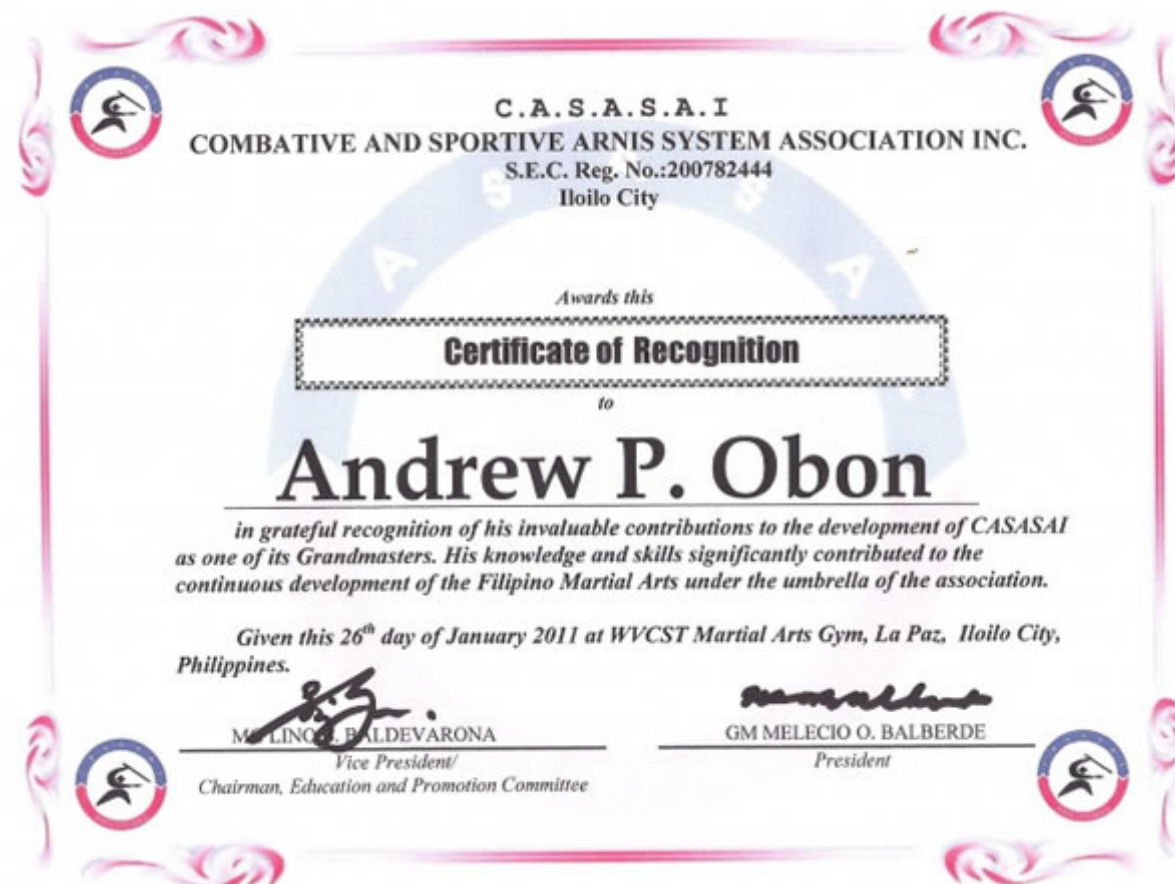 C.A.S.A.S.A.I
COMBATIVE AND SPORTIVE ARNIS SYSTEM ASSOCIATION INC.
S.E.C. Reg. No.:200782444
Iloilo City
Awards this
Certificate of Recognition
to
Andrew P. Obon
in grateful recognition of his invaluable contributions to the development of CASASAI
as one of its Grandmasters. His knowledge and skills significantly contributed to the
continuous development of the Filipino Martial Arts under the umbrella of the association.
Given this 26th day of January 2011 at WVCST Martial Arts Gym, La Paz, Iloilo City,
Philippines.
LINO BALDEVARONA
GM MELECIO O. BALBERDE
Vice President/
President
Chairman, Education and Promotion Committee